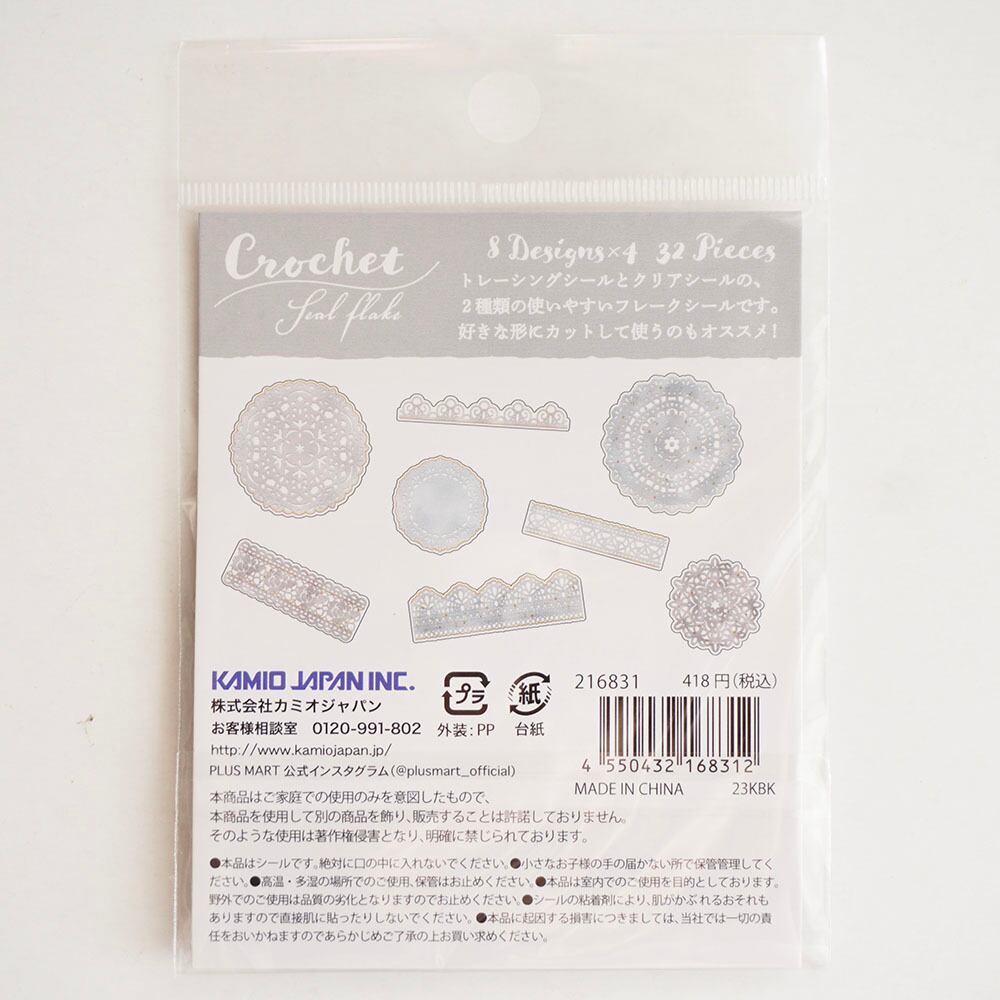 Crochet
Seal flake
8 Designs×4 32 Pieces
トレーシングシールとクリアシールの、
2種類の使いやすいフレークシールです。
好きな形にカットして使うのもオススメ!
KAMIO JAPAN INC.
株式会社カミオジャパン
お客様相談室 0120-991-802
http://www.kamiojapan.jp/
PLUS MART 公式インスタグラム(@plusmart_official)
プラ
外装:PP
紙
台紙
216831 418円(税込)
4 550432 168312
MADE IN CHINA 23KBK
本商品はご家庭での使用のみを意図したもので、
本商品を使用して別の商品を飾り、販売することは許諾しておりません。
そのような使用は著作権侵害となり、明確に禁じられております。
●本品はシールです。絶対に口の中に入れないでください。●小さなお子様の手の届かない所で保管管理してく
ださい。●高温・多湿の場所でのご使用、保管はお止めください。●本品は室内でのご使用を目的としております。
野外でのご使用は品質の劣化となりますのでお止めください。●シールの粘着剤により、肌がかぶれるおそれも
ありますので直接肌に貼ったりしないでください。●本品に起因する損害につきましては、当社では一切の責
任をおいかねますのであらかじめご了承の上お買い求めください。